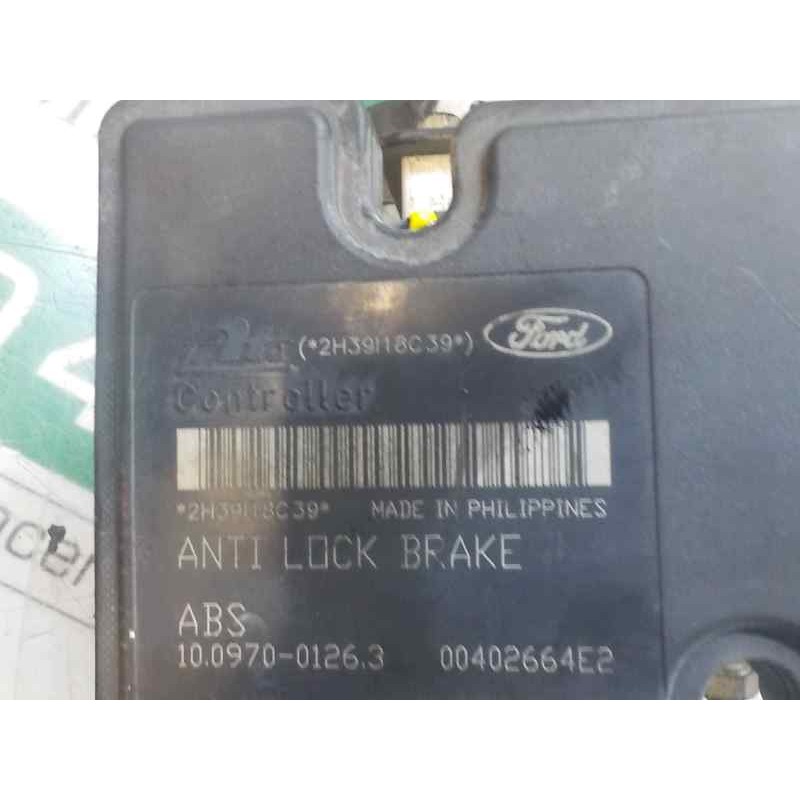 (*2H39I18C39*) Ford
Controller
*2H39I18C39* MADE IN PHILIPPINES
ANTI LOCK BRAKE
ABS
10.0970-0126.3 00402664E2